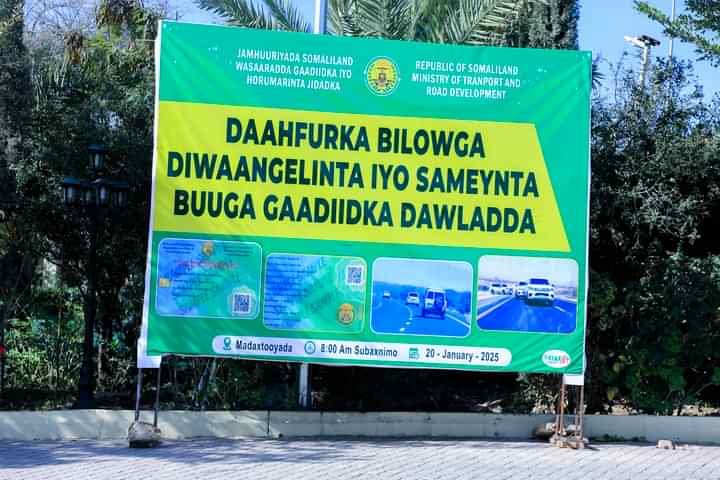 JAMHUURIYADA SOMALILAND
WASAARADDA GAADIIDKA IYO
HORUMARINTA JIDADKA
REPUBLIC OF SOMALILAND
MINISTRY OF TRANPORT AND
ROAD DEVELOPMENT
DAAHFURKA BILOWGA
DIWAANGELINTA IYO SAMEYNTA
BUUGA GAADIIDKA DAWLADDA
Madaxtooyada
8:00 Am Subaxnimo
20 - January - 2025